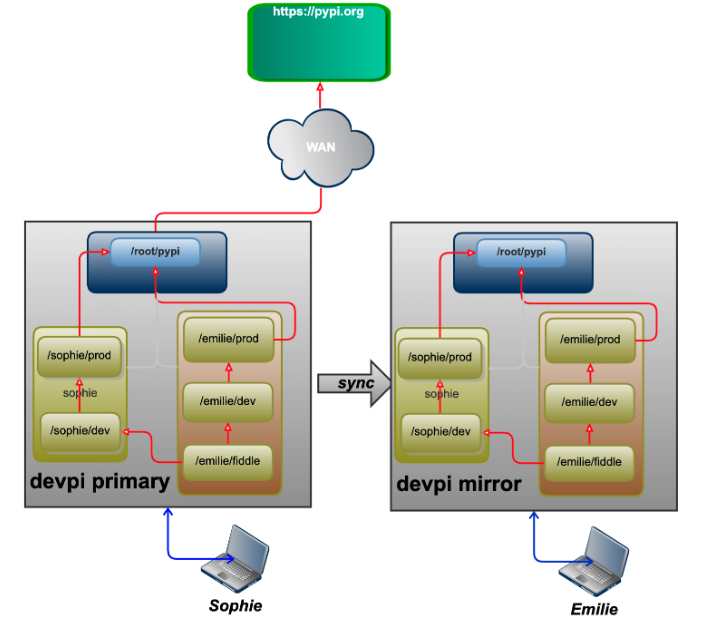 https://pypi.org
WAN
/root/pypi
/sophie/prod
sophie
/sophie/dev
/emilie/prod
/emilie/dev
/emilie/fiddle
devpi primary
sync
/root/pypi
/sophie/prod
sophie
/sophie/dev
/emilie/prod
/emilie/dev
/emilie/fiddle
devpi mirror
Sophie
Emilie